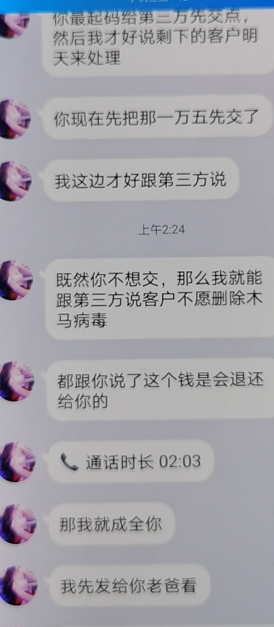 你最起码给第三方先交点，
然后我才好说剩下的客户明
天来处理
你现在先把那一万五先交了
我这边才好跟第三方说
上午2:24
既然你不想交，那么我就能
跟第三方说客户不愿删除木
马病毒
都跟你说了这个钱是会退还
给你的
通话时长 02:03
那我就成全你
我先发给你老爸看